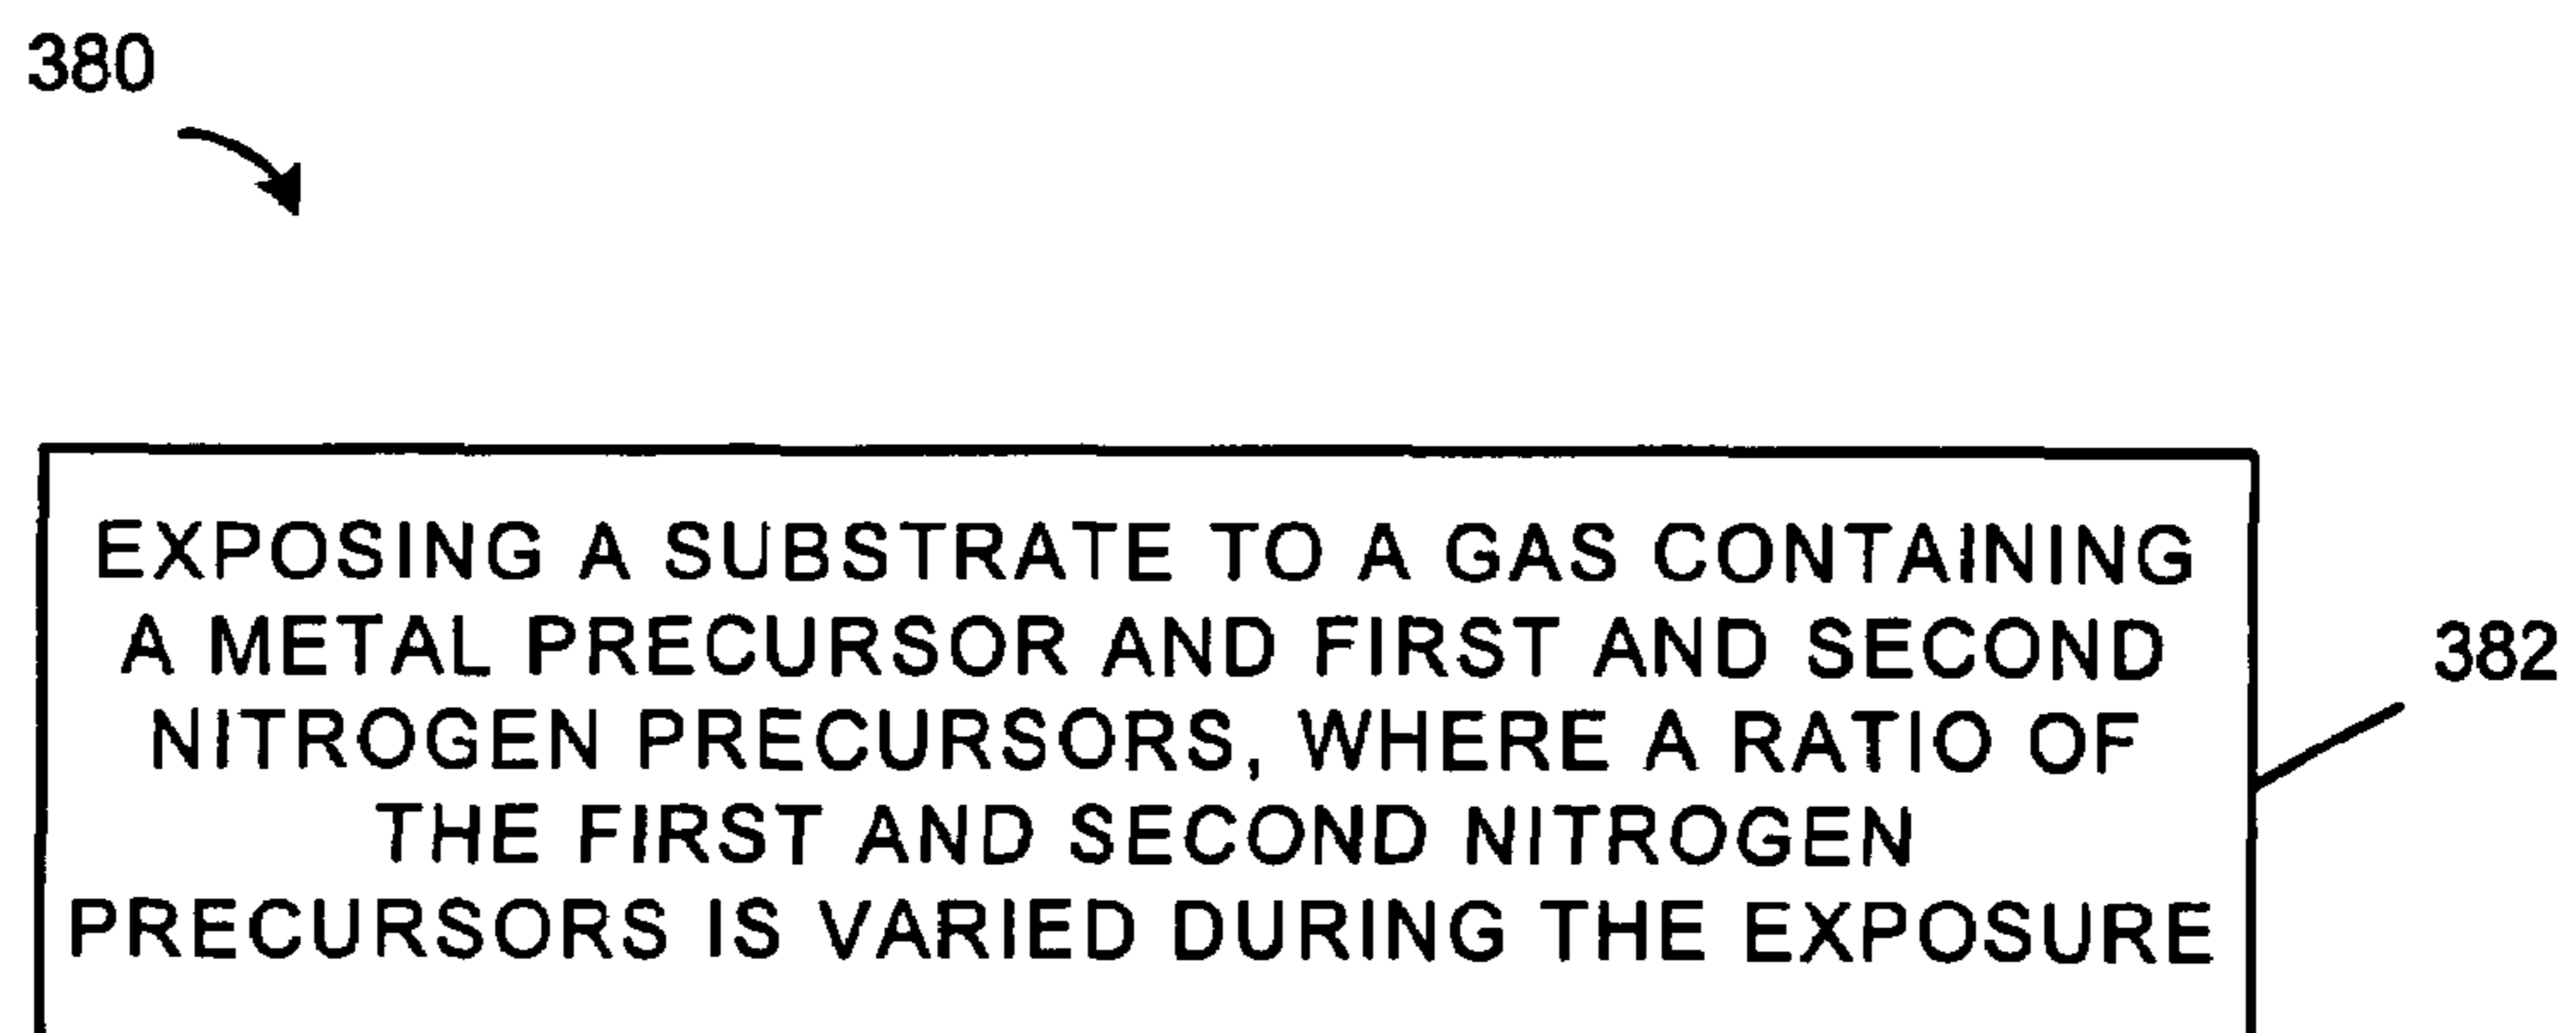 380
EXPOSING A SUBSTRATE TO A GAS CONTAINING
A METAL PRECURSOR AND FIRST AND SECOND
NITROGEN PRECURSORS, WHERE A RATIO OF
THE FIRST AND SECOND NITROGEN
PRECURSORS IS VARIED DURING THE EXPOSURE
382